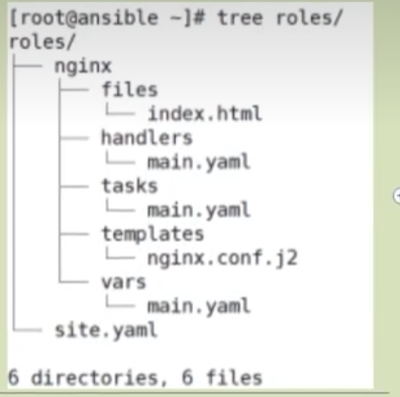 [root@ansible ~]# tree roles/
roles/
├── nginx
│   ├── files
│   │   └── index.html
│   ├── handlers
│   │   └── main.yaml
│   ├── tasks
│   │   └── main.yaml
│   ├── templates
│   │   └── nginx.conf.j2
│   └── vars
│       └── main.yaml
└── site.yaml

6 directories, 6 files